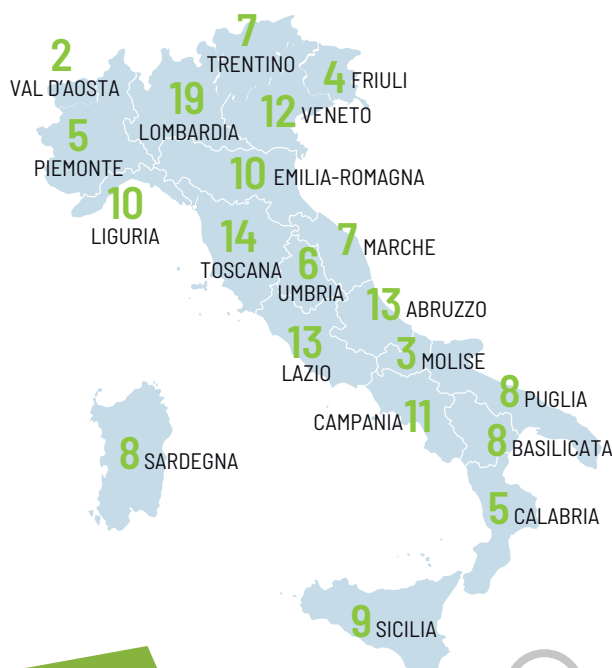 2
VAL D'AOSTA
7
TRENTINO
4 FRIULI
19
LOMBARDIA
12 VENETO
5
PIEMONTE
10 EMILIA-ROMAGNA
10
LIGURIA
14
TOSCANA
7 MARCHE
6
UMBRIA
13 ABRUZZO
13
LAZIO
3 MOLISE
8 PUGLIA
CAMPANIA 11
8 BASILICATA
8 SARDEGNA
5 CALABRIA
9 SICILIA